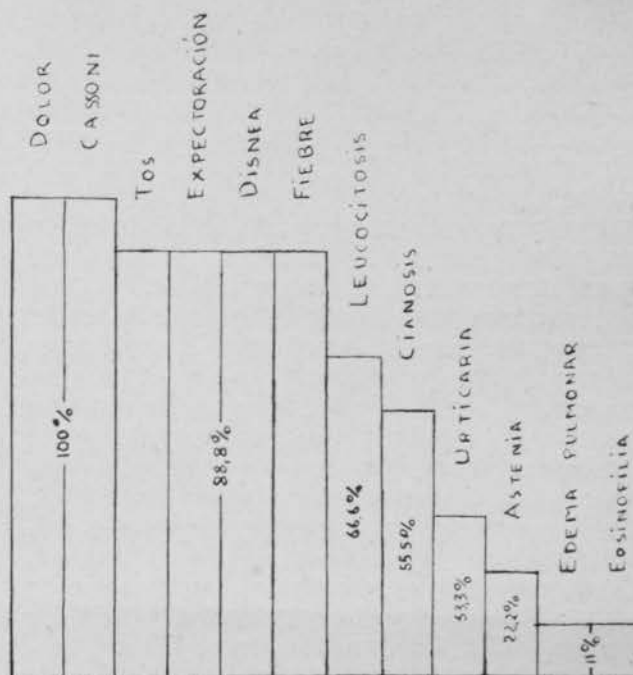 DOLOR
CASSONI
TOS
EXPECTORACIÓN
DISNEA
FIEBRE
LEUCOCITOSIS
CIANOSIS
URTICARIA
ASTENIA
EDEMA PULMONAR
EOSINOFILIA
100%
88,8%
66,6%
55,5%
33,3%
22,2%
11%